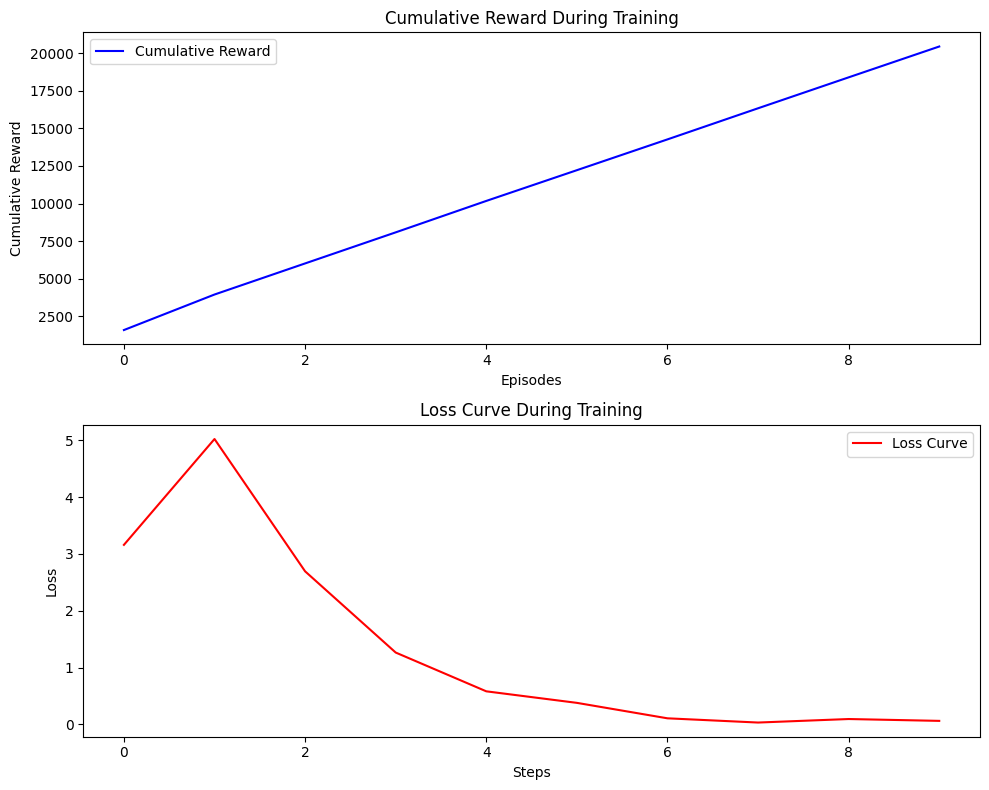 Cumulative Reward During Training
Cumulative Reward
20000
17500
15000
12500
10000
7500
5000
2500
Cumulative Reward
0 2 4 6 8
Episodes
Loss Curve During Training
Loss Curve
5
4
3
2
1
0
Loss
0 2 4 6 8
Steps